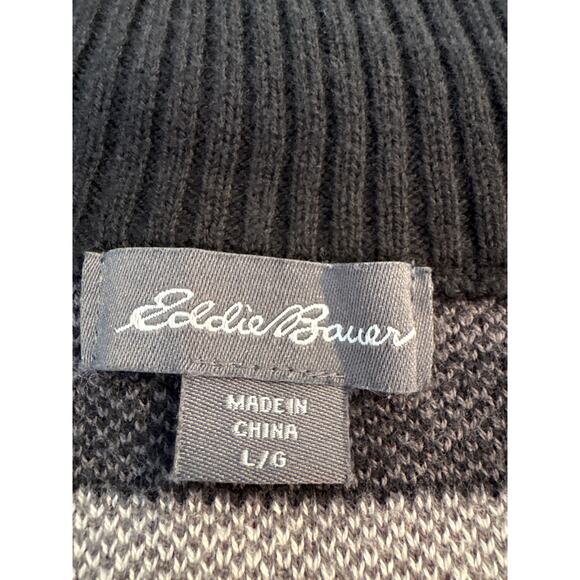 Eddie Bauer
MADE IN
CHINA
L/G